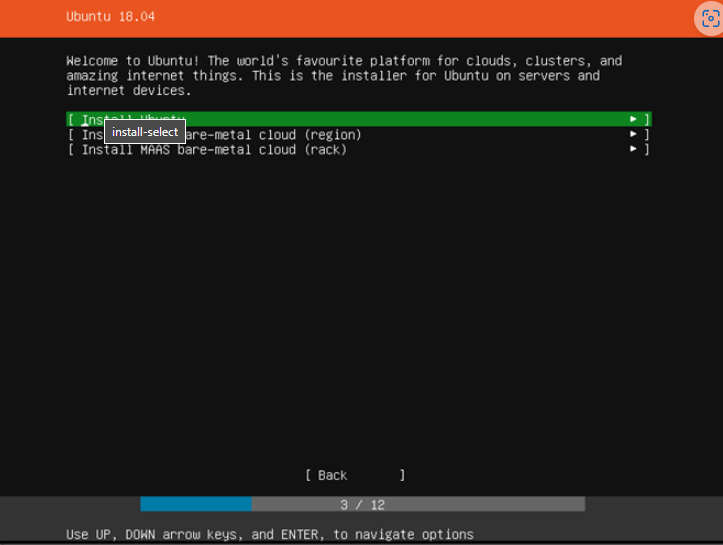 Ubuntu 18.04
Welcome to Ubuntu! The world's favourite platform for clouds, clusters, and
amazing internet things. This is the installer for Ubuntu on servers and
internet devices.
[ Install Ubuntu ► ]
[ Ins install-select are-metal cloud (region) ► ]
[ Install MAAS bare-metal cloud (rack) ► ]
[ Back ]
3 / 12
Use UP, DOWN arrow keys, and ENTER, to navigate options